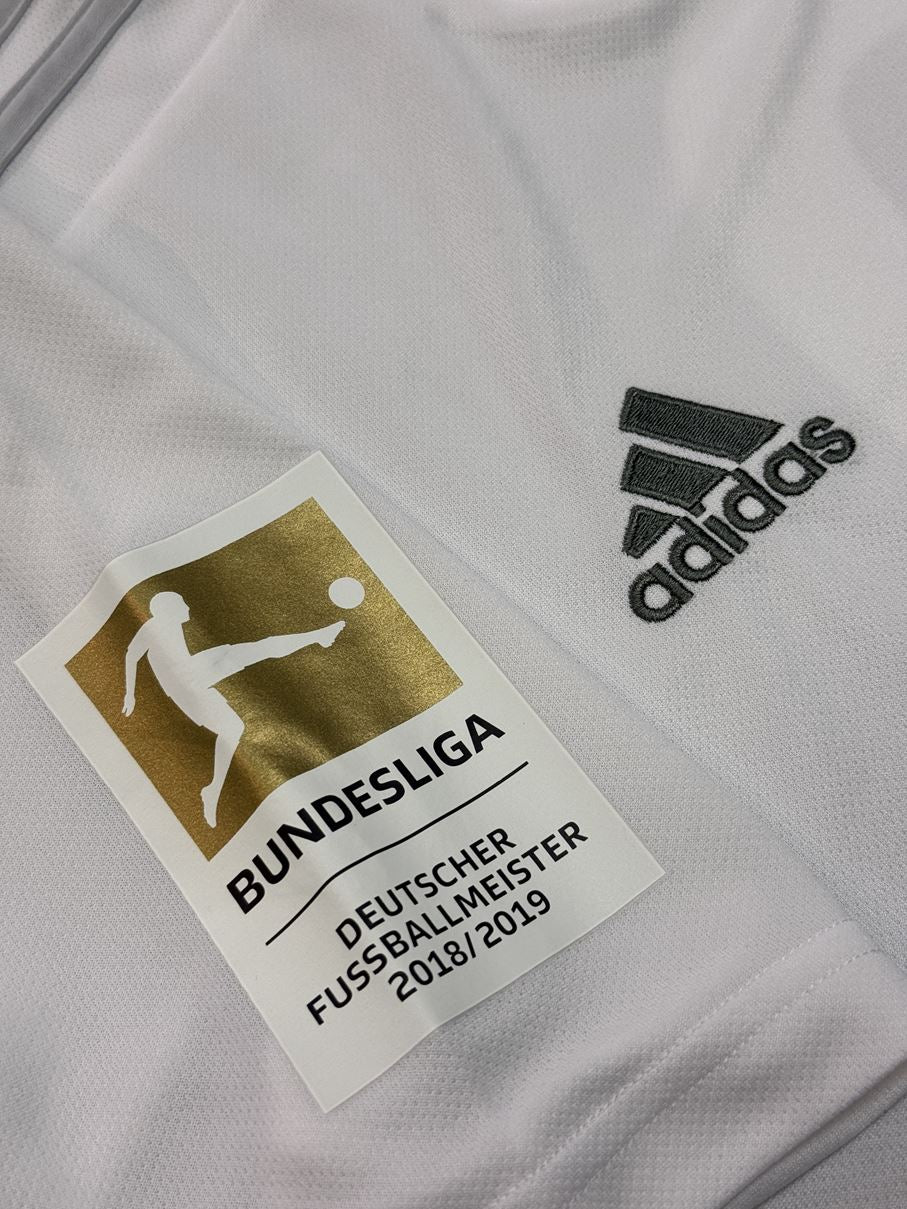 adidas
BUNDESLIGA
DEUTSCHER
FUSSBALLMEISTER
2018/2019